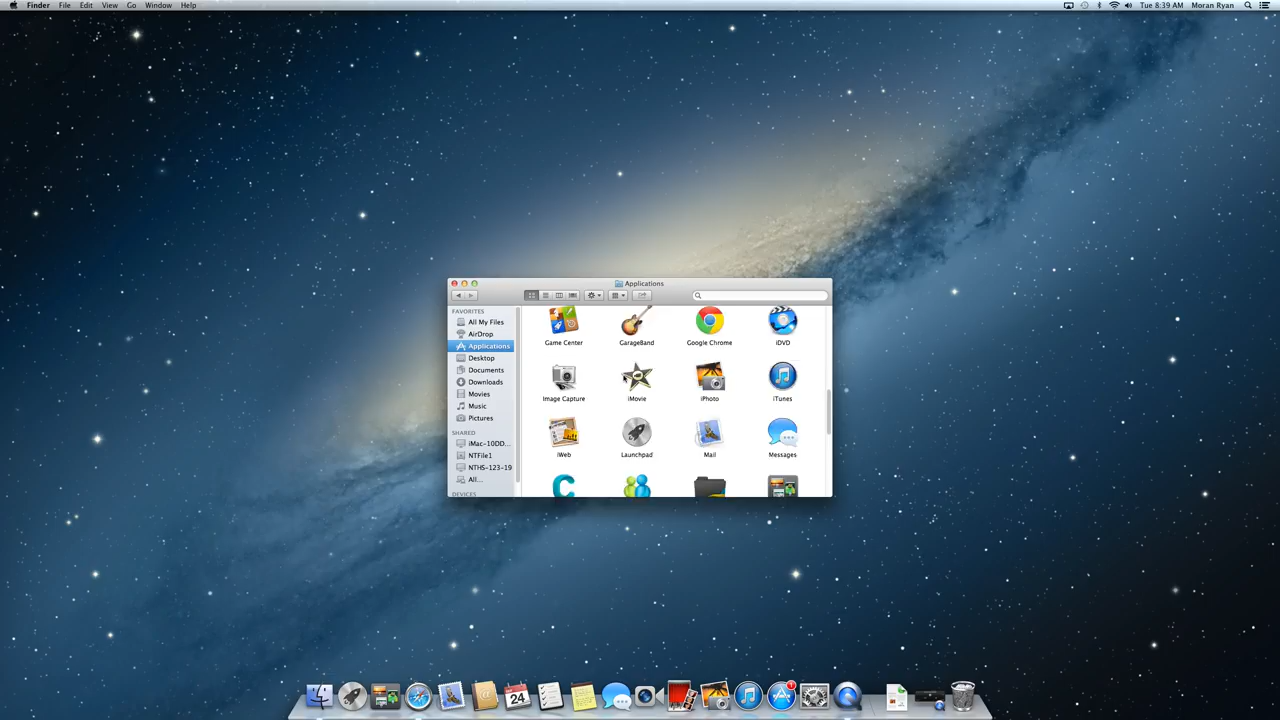 Finder File Edit View Go Window Help Tue 8:39 AM Moran Ryan
Applications
FAVORITES
All My Files
AirDrop
Applications
Desktop
Documents
Downloads
Movies
Music
Pictures
SHARED
iMac-10DD...
NTFile1
NTHS-123-19
All...
DEVICES
Game Center GarageBand Google Chrome iDVD
Image Capture iMovie iPhoto iTunes
iWeb Launchpad Mail Messages
24